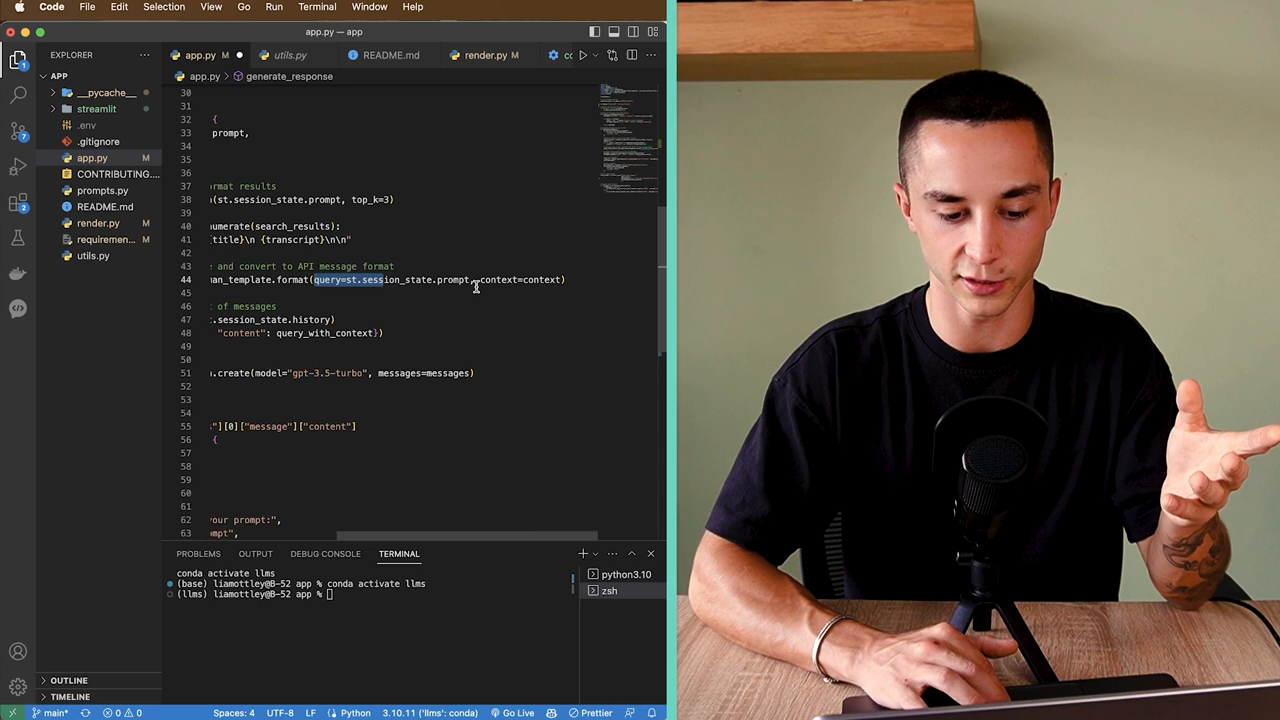 Code File Edit Selection View Go Run Terminal Window Help
app.py — app
EXPLORER
app.py M
utils.py
README.md
render.py M
app.py > generate_response
APP
__pycache__
streamlit
.env
.gitignore
app.py M
CONTRIBUTING....
prompts.py
README.md
render.py M
requiremen... M
utils.py
1
7
2
30
31
32 {
33 prompt,
34
35
36
37 rmat results
38 (st.session_state.prompt, top_k=3)
39
40 numerate(search_results):
41 title}\n {transcript}\n\n"
42
43 and convert to API message format
44 an_template.format(query=st.session_state.prompt, context=context)
45
46 of messages
47 .session_state.history)
48 "content": query_with_context})
49
50
51 .create(model="gpt-3.5-turbo", messages=messages)
52
53
54
55 "][0]["message"]["content"]
56 {
57
58
59
60
61
62 our prompt:",
63 mpt",
PROBLEMS OUTPUT DEBUG CONSOLE TERMINAL
conda activate llms
(base) liamottley@B-52 app % conda activate llms
(llms) liamottley@B-52 app %
python3.10
zsh
OUTLINE
TIMELINE
main* 0 0 Spaces: 4 UTF-8 LF Python 3.10.11 ('llms': conda) Go Live Prettier